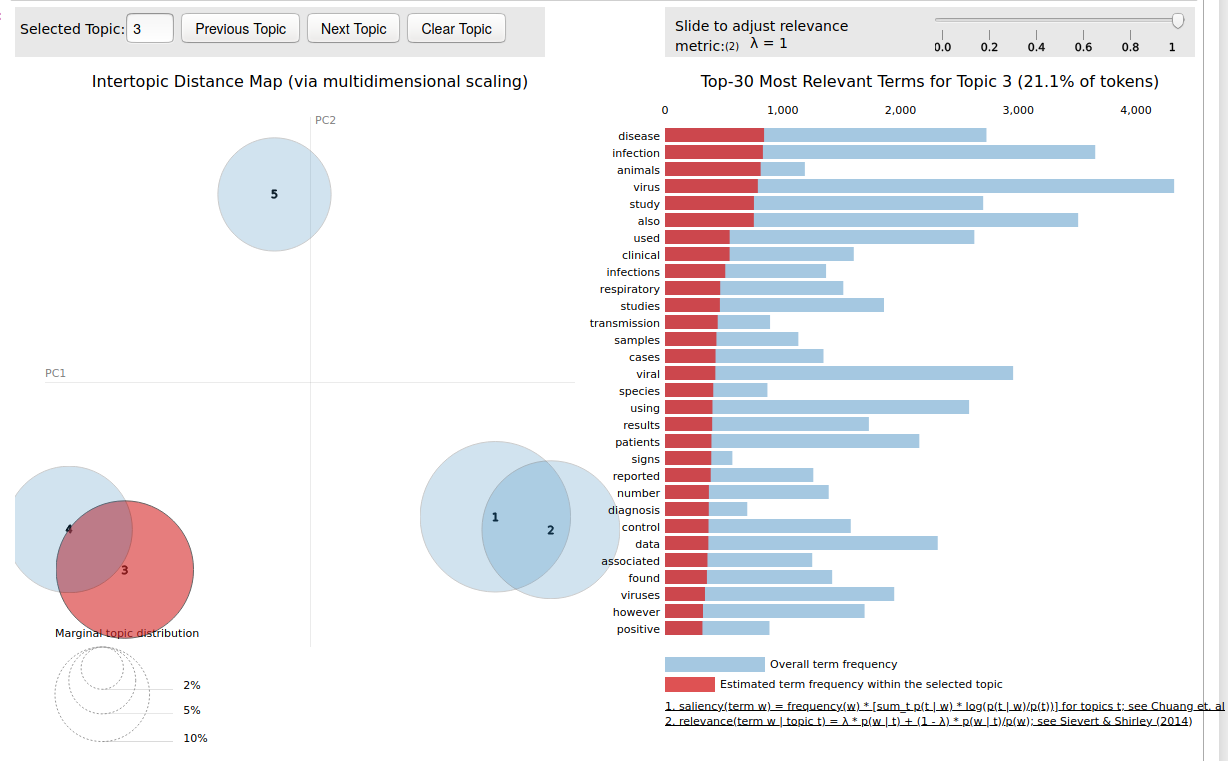 Selected Topic: 3 Previous Topic Next Topic Clear Topic
Slide to adjust relevance
metric:(2) λ = 1
0.0 0.2 0.4 0.6 0.8 1
Intertopic Distance Map (via multidimensional scaling)
PC2
PC1
5
4
3
1
2
Marginal topic distribution
2%
5%
10%
Top-30 Most Relevant Terms for Topic 3 (21.1% of tokens)
0 1,000 2,000 3,000 4,000
disease
infection
animals
virus
study
also
used
clinical
infections
respiratory
studies
transmission
samples
cases
viral
species
using
results
patients
signs
reported
number
diagnosis
control
data
associated
found
viruses
however
positive
Overall term frequency
Estimated term frequency within the selected topic
1. saliency(term w) = frequency(w) * [sum_t p(t | w) * log(p(t | w)/p(t))] for topics t; see Chuang et. al
2. relevance(term w | topic t) = λ * p(w | t) + (1 - λ) * p(w | t)/p(w); see Sievert & Shirley (2014)